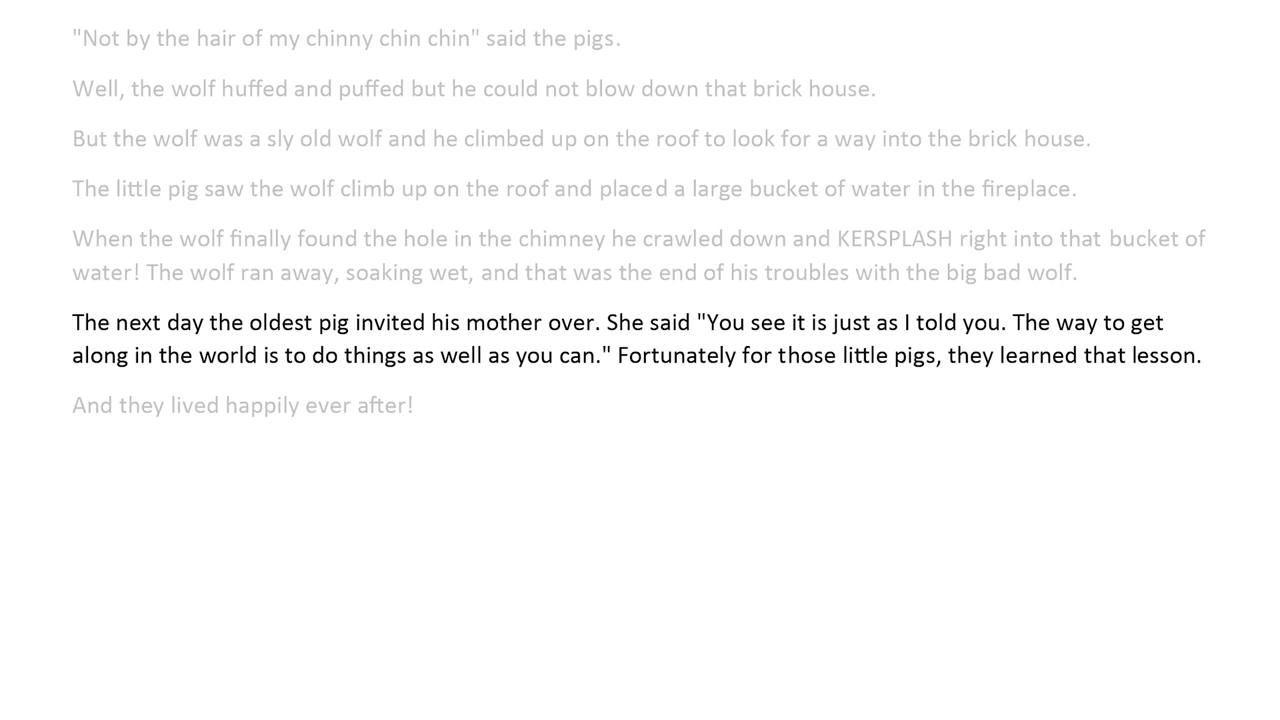 "Not by the hair of my chinny chin chin" said the pigs.
Well, the wolf huffed and puffed but he could not blow down that brick house.
But the wolf was a sly old wolf and he climbed up on the roof to look for a way into the brick house.
The little pig saw the wolf climb up on the roof and placed a large bucket of water in the fireplace.
When the wolf finally found the hole in the chimney he crawled down and KERSPLASH right into that bucket of
water! The wolf ran away, soaking wet, and that was the end of his troubles with the big bad wolf.
The next day the oldest pig invited his mother over. She said "You see it is just as I told you. The way to get
along in the world is to do things as well as you can." Fortunately for those little pigs, they learned that lesson.
And they lived happily ever after!